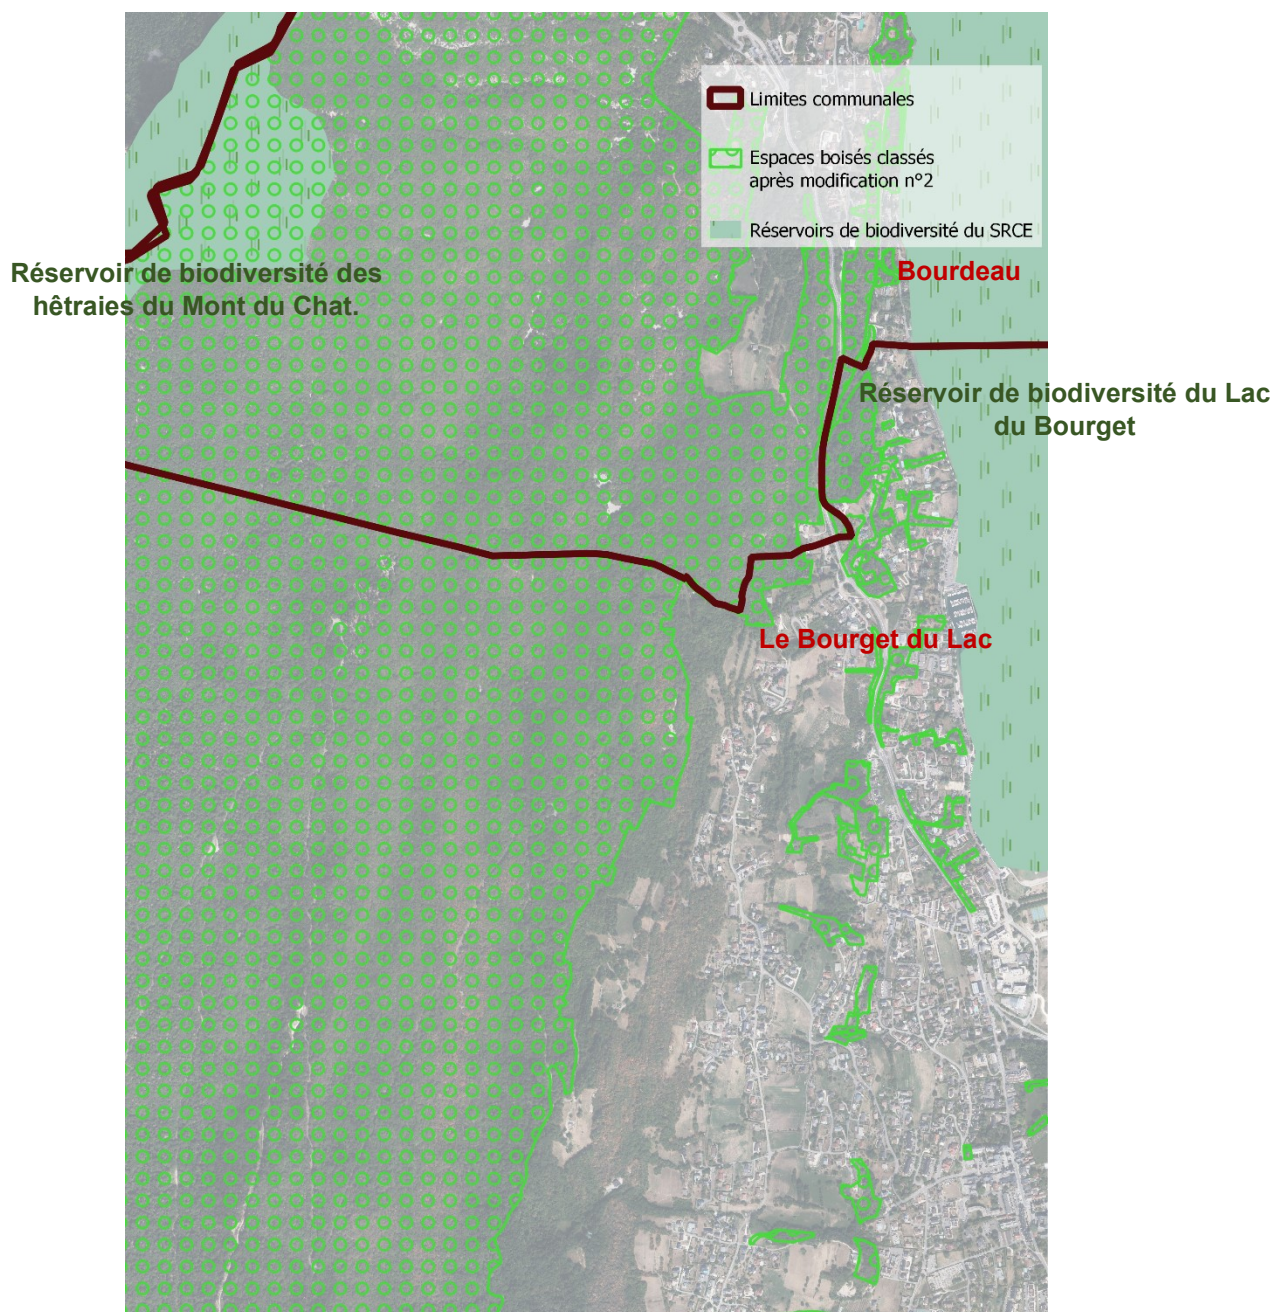 Limites communales
Espaces boisés classés
après modification n°2
Réservoirs de biodiversité du SRCE
Réservoir de biodiversité des
hêtraies du Mont du Chat.
Bourdeau
Réservoir de biodiversité du Lac
du Bourget
Le Bourget du Lac